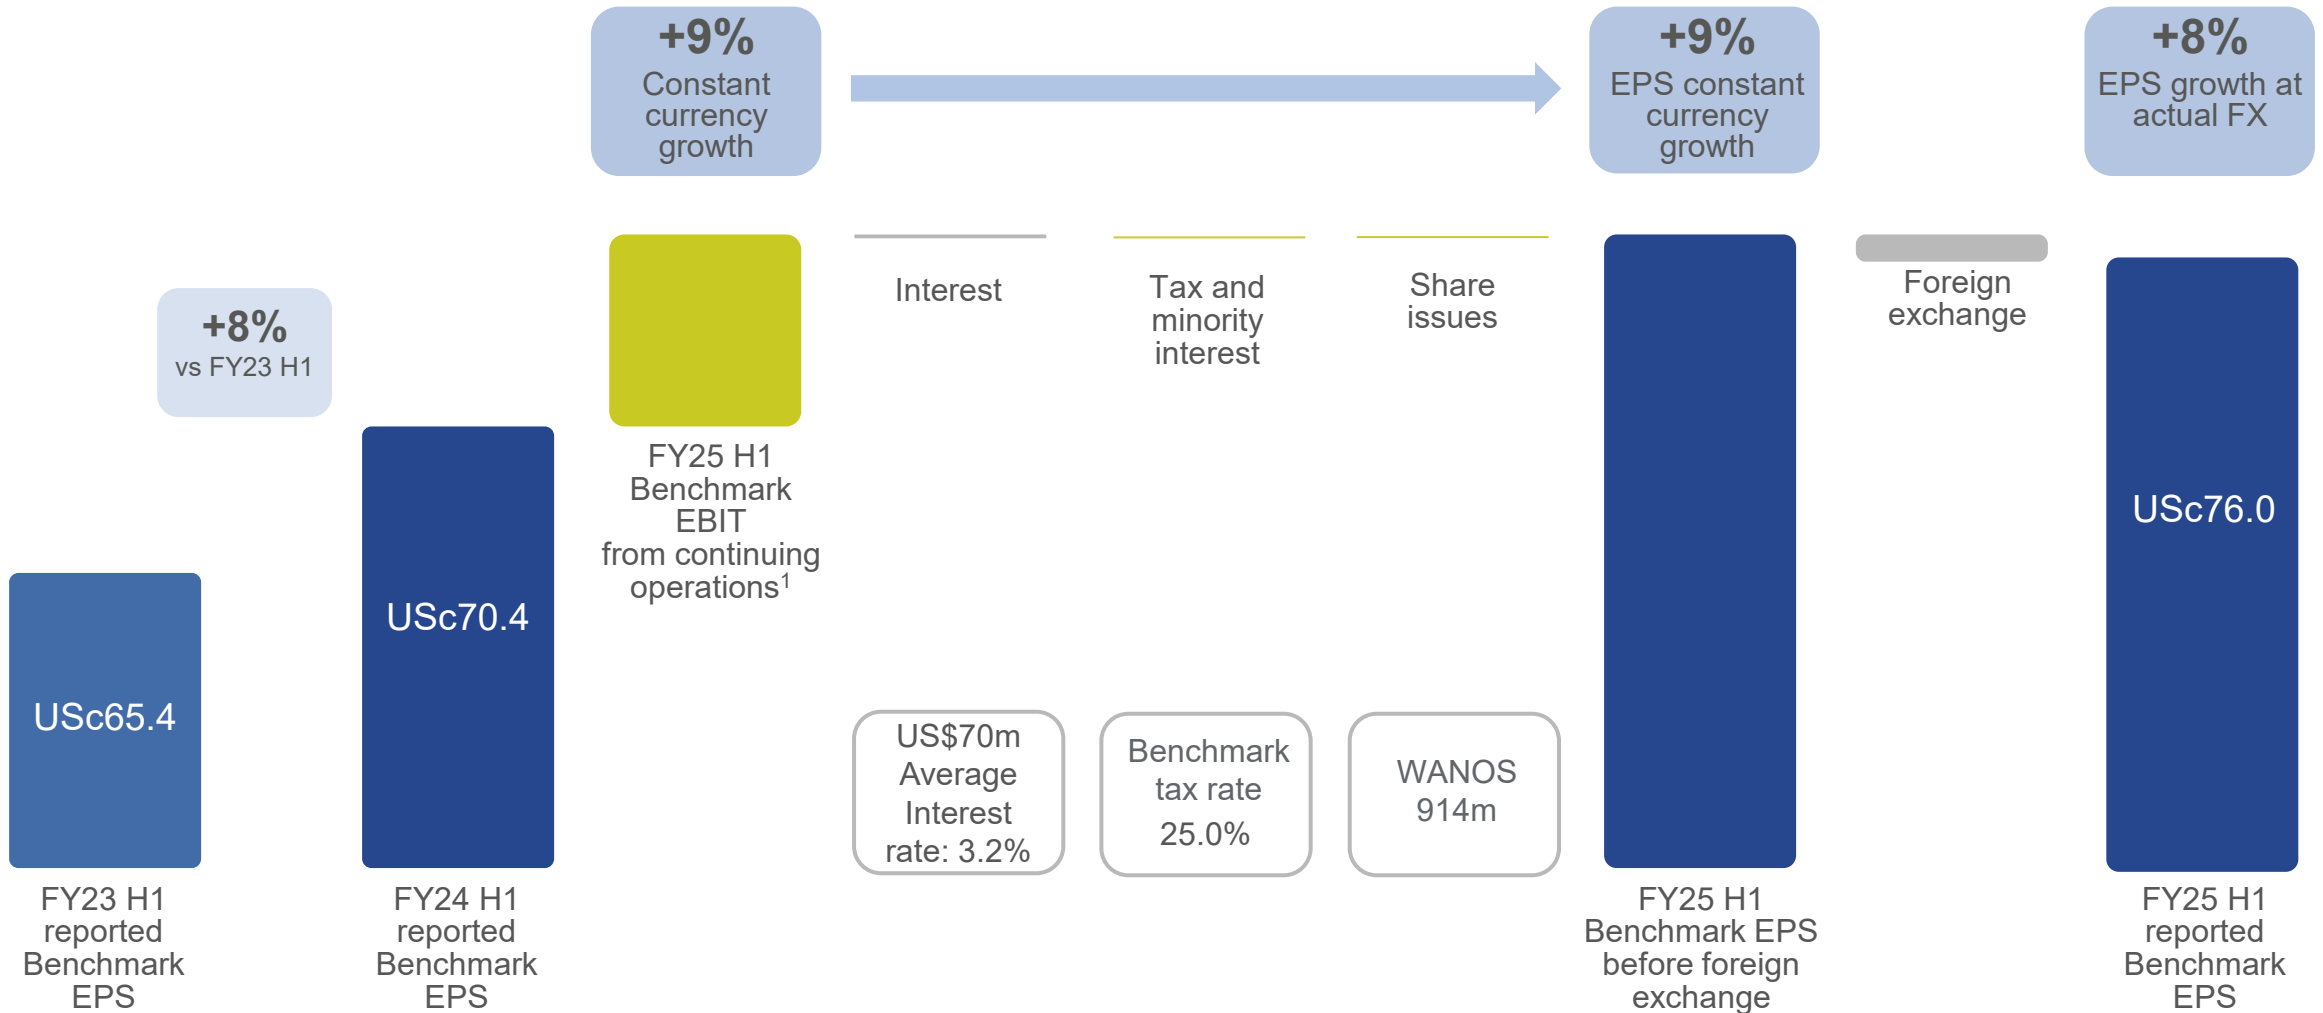 +9%
Constant
currency
growth
+9%
EPS constant
currency
growth
+8%
EPS growth at
actual FX
+8%
vs FY23 H1
Interest
Tax and
minority
interest
Share
issues
Foreign
exchange
FY25 H1
Benchmark
EBIT
from continuing
operations¹
USc65.4
USc70.4
USc76.0
US$70m
Average
Interest
rate: 3.2%
Benchmark
tax rate
25.0%
WANOS
914m
FY23 H1
reported
Benchmark
EPS
FY24 H1
reported
Benchmark
EPS
FY25 H1
Benchmark EPS
before foreign
exchange
FY25 H1
reported
Benchmark
EPS